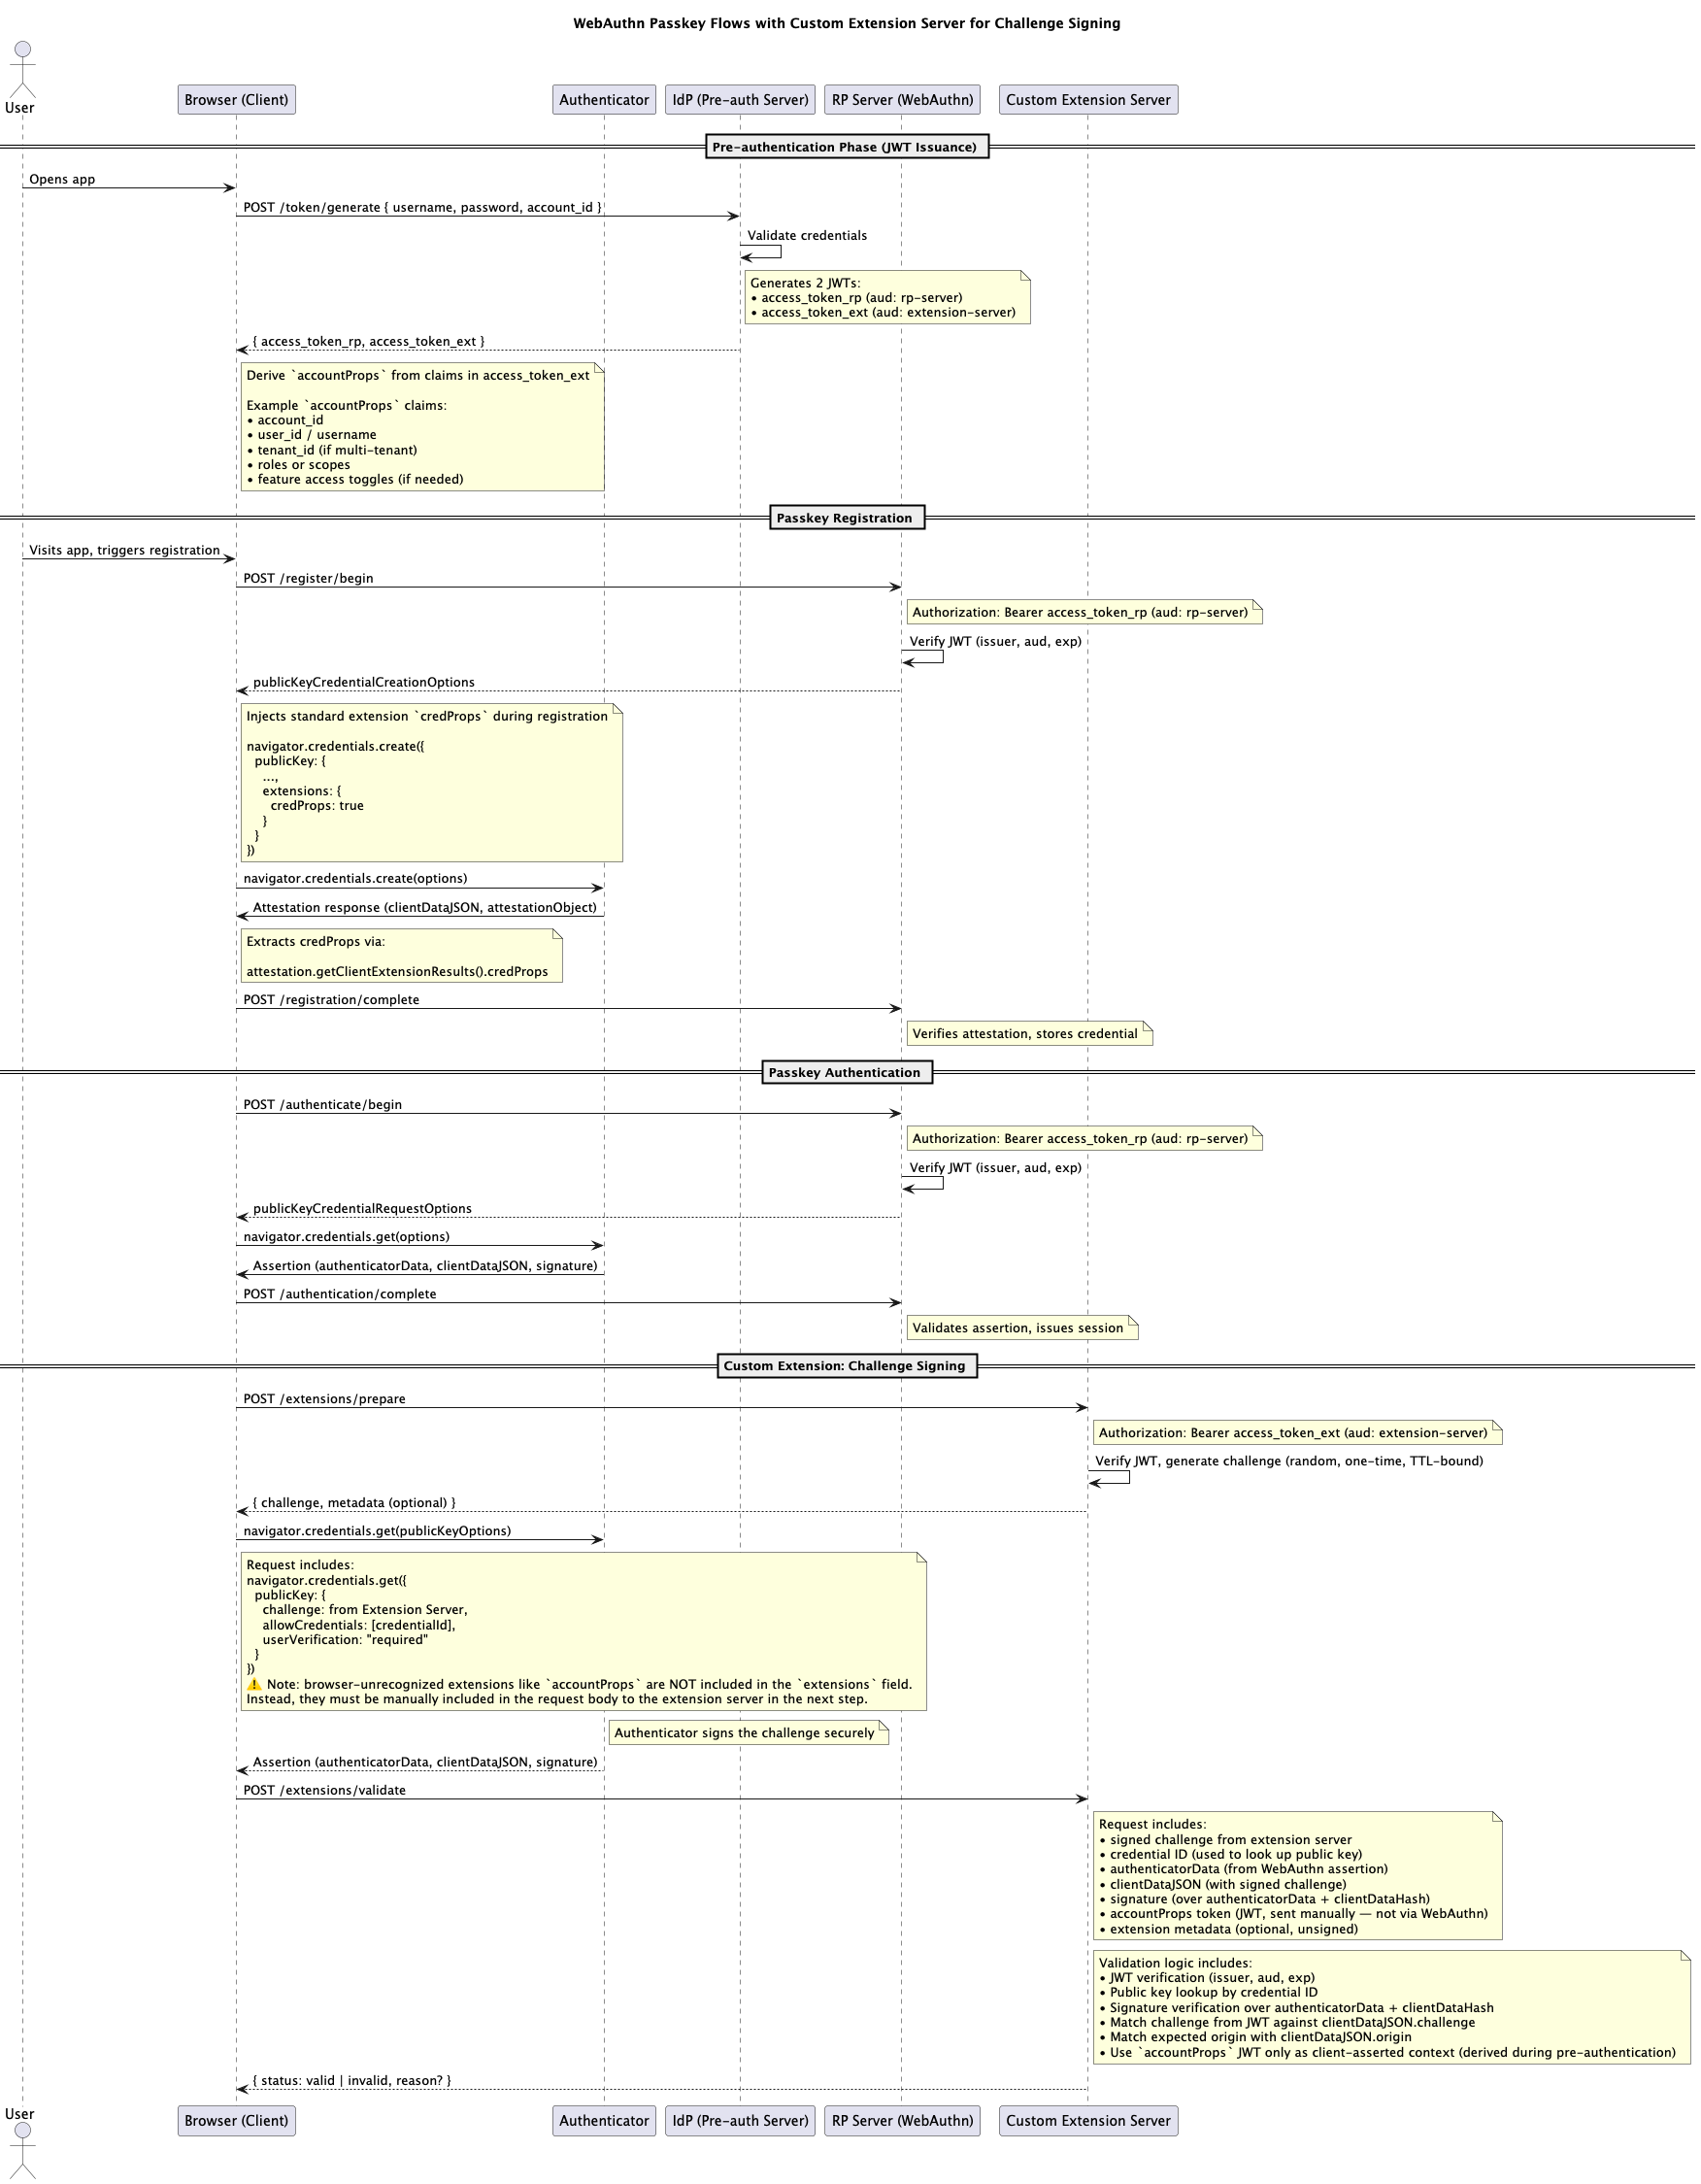 WebAuthn Passkey Flows with Custom Extension Server for Challenge Signing
User
Browser (Client)
Authenticator
IdP (Pre-auth Server)
RP Server (WebAuthn)
Custom Extension Server
Pre-authentication Phase (JWT Issuance)
Opens app
POST /token/generate { username, password, account_id }
Validate credentials
Generates 2 JWTs:
• access_token_rp (aud: rp-server)
• access_token_ext (aud: extension-server)
{ access_token_rp, access_token_ext }
Derive `accountProps` from claims in access_token_ext
Example `accountProps` claims:
• account_id
• user_id / username
• tenant_id (if multi-tenant)
• roles or scopes
• feature access toggles (if needed)
Passkey Registration
Visits app, triggers registration
POST /register/begin
Authorization: Bearer access_token_rp (aud: rp-server)
Verify JWT (issuer, aud, exp)
publicKeyCredentialCreationOptions
Injects standard extension `credProps` during registration
navigator.credentials.create({
publicKey: {
...,
extensions: {
credProps: true
}
}
})
navigator.credentials.create(options)
Attestation response (clientDataJSON, attestationObject)
Extracts credProps via:
attestation.getClientExtensionResults().credProps
POST /registration/complete
Verifies attestation, stores credential
Passkey Authentication
POST /authenticate/begin
Authorization: Bearer access_token_rp (aud: rp-server)
Verify JWT (issuer, aud, exp)
publicKeyCredentialRequestOptions
navigator.credentials.get(options)
Assertion (authenticatorData, clientDataJSON, signature)
POST /authentication/complete
Validates assertion, issues session
Custom Extension: Challenge Signing
POST /extensions/prepare
Authorization: Bearer access_token_ext (aud: extension-server)
Verify JWT, generate challenge (random, one-time, TTL-bound)
{ challenge, metadata (optional) }
navigator.credentials.get(publicKeyOptions)
Request includes:
navigator.credentials.get({
publicKey: {
challenge: from Extension Server,
allowCredentials: [credentialId],
userVerification: "required"
}
})
⚠ Note: browser-unrecognized extensions like `accountProps` are NOT included in the `extensions` field.
Instead, they must be manually included in the request body to the extension server in the next step.
Authenticator signs the challenge securely
Assertion (authenticatorData, clientDataJSON, signature)
POST /extensions/validate
Request includes:
• signed challenge from extension server
• credential ID (used to look up public key)
• authenticatorData (from WebAuthn assertion)
• clientDataJSON (with signed challenge)
• signature (over authenticatorData + clientDataHash)
• accountProps token (JWT, sent manually — not via WebAuthn)
• extension metadata (optional, unsigned)
Validation logic includes:
• JWT verification (issuer, aud, exp)
• Public key lookup by credential ID
• Signature verification over authenticatorData + clientDataHash
• Match challenge from JWT against clientDataJSON.challenge
• Match expected origin with clientDataJSON.origin
• Use `accountProps` JWT only as client-asserted context (derived during pre-authentication)
{ status: valid | invalid, reason? }
User
Browser (Client)
Authenticator
IdP (Pre-auth Server)
RP Server (WebAuthn)
Custom Extension Server